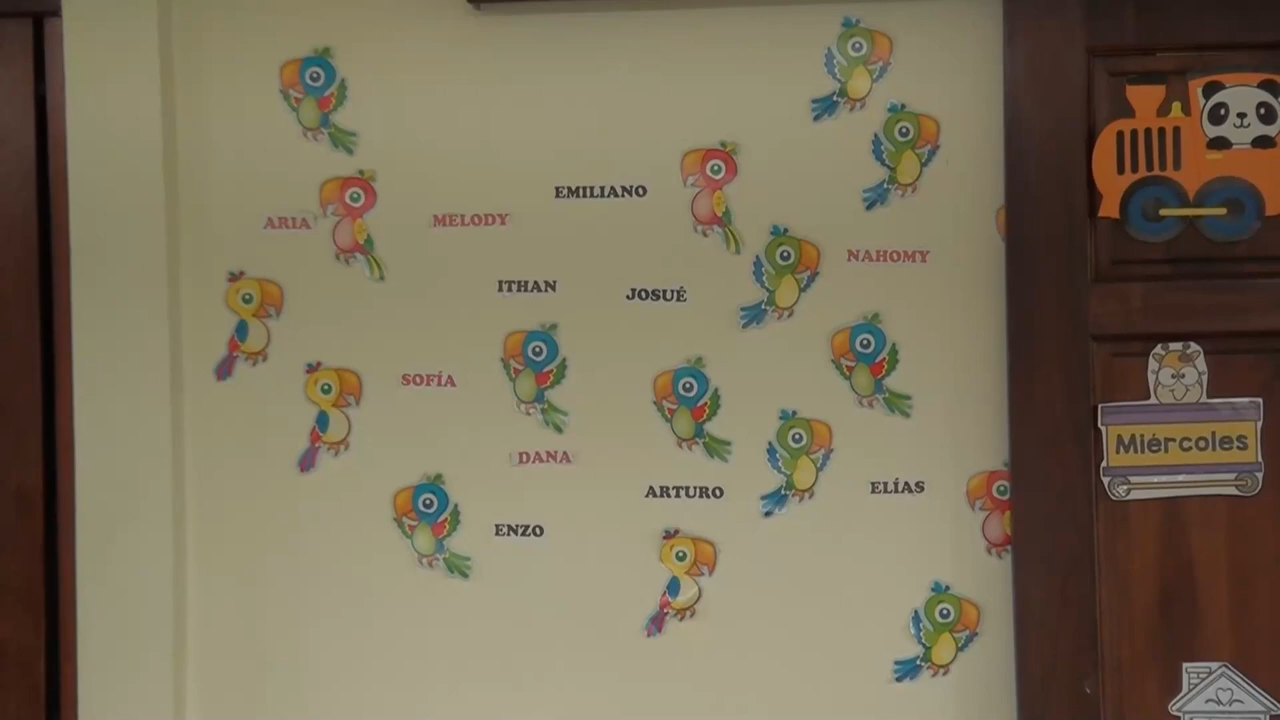 EMILIANO
ARIA
MELODY
NAHOMY
ITHAN
JOSUÉ
SOFÍA
Miércoles
DANA
ARTURO
ELÍAS
ENZO